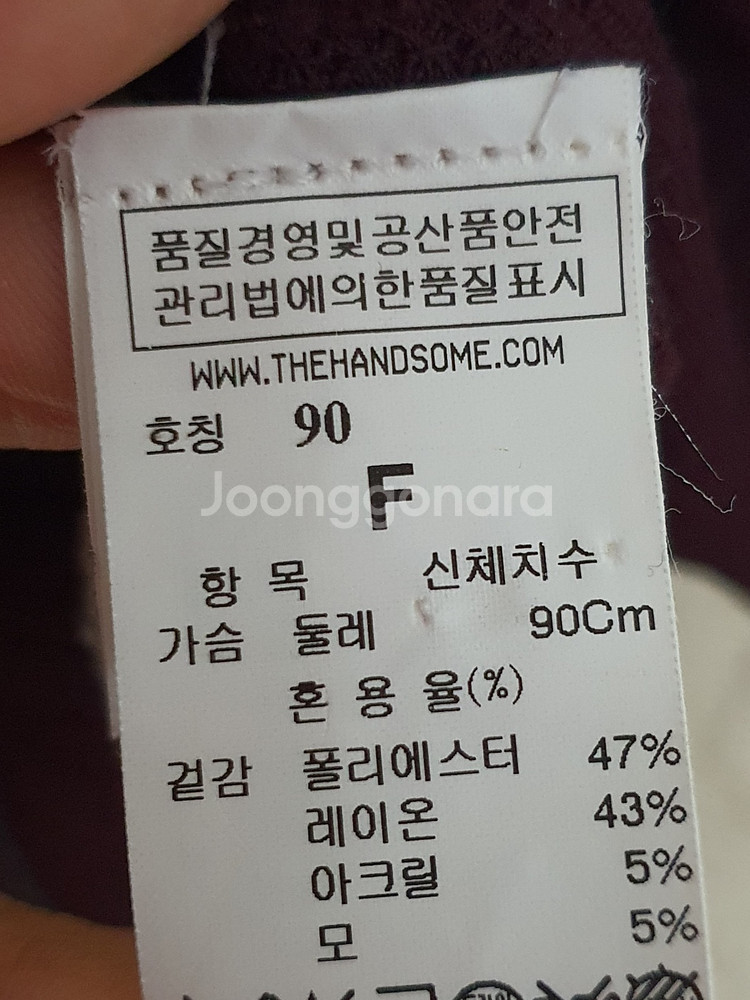 품질경영및공산품안전
관리법에의한품질표시
WWW.THEHANDSOME.COM
호칭 90
F
Joonggonara
항 목 신체치수
가슴 둘레 90Cm
혼 용 율(%)
겉감 폴리에스터 47%
레이온 43%
아크릴 5%
모 5%